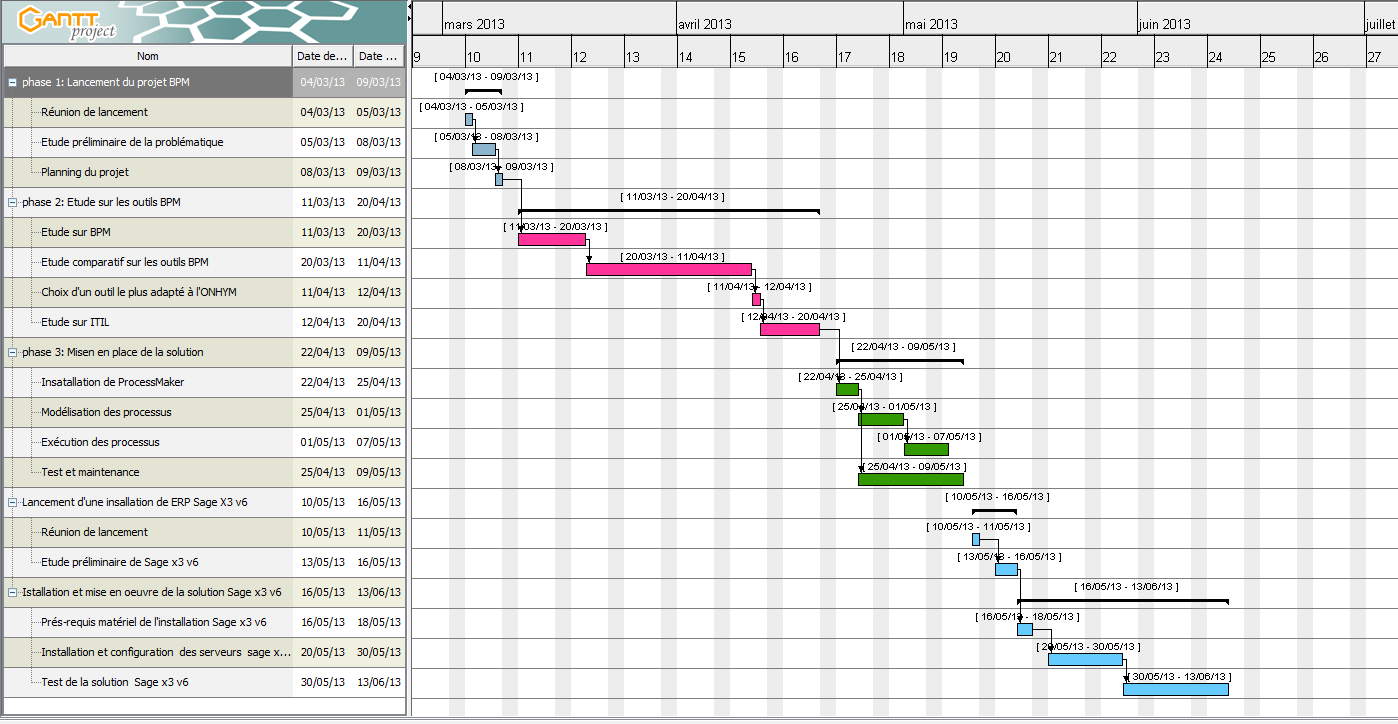 GANTT
project
mars 2013 avril 2013 mai 2013 juin 2013 juillet
Nom Date de... Date ...
9 10 11 12 13 14 15 16 17 18 19 20 21 22 23 24 25 26 27
phase 1: Lancement du projet BPM 04/03/13 09/03/13 [ 04/03/13 - 09/03/13 ]
Réunion de lancement 04/03/13 05/03/13 [ 04/03/13 - 05/03/13 ]
Etude préliminaire de la problématique 05/03/13 08/03/13 [ 05/03/13 - 08/03/13 ]
Planning du projet 08/03/13 09/03/13 [ 08/03/13 - 09/03/13 ]
phase 2: Etude sur les outils BPM 11/03/13 20/04/13 [ 11/03/13 - 20/04/13 ]
Etude sur BPM 11/03/13 20/03/13 [ 11/03/13 - 20/03/13 ]
Etude comparatif sur les outils BPM 20/03/13 11/04/13 [ 20/03/13 - 11/04/13 ]
Choix d'un outil le plus adapté à l'ONHYM 11/04/13 12/04/13 [ 11/04/13 - 12/04/13 ]
Etude sur ITIL 12/04/13 20/04/13 [ 12/04/13 - 20/04/13 ]
phase 3: Misen en place de la solution 22/04/13 09/05/13 [ 22/04/13 - 09/05/13 ]
Insatallation de ProcessMaker 22/04/13 25/04/13 [ 22/04/13 - 25/04/13 ]
Modélisation des processus 25/04/13 01/05/13 [ 25/04/13 - 01/05/13 ]
Exécution des processus 01/05/13 07/05/13 [ 01/05/13 - 07/05/13 ]
Test et maintenance 25/04/13 09/05/13 [ 25/04/13 - 09/05/13 ]
Lancement d'une insallation de ERP Sage X3 v6 10/05/13 16/05/13 [ 10/05/13 - 16/05/13 ]
Réunion de lancement 10/05/13 11/05/13 [ 10/05/13 - 11/05/13 ]
Etude préliminaire de Sage x3 v6 13/05/13 16/05/13 [ 13/05/13 - 16/05/13 ]
Istallation et mise en oeuvre de la solution Sage x3 v6 16/05/13 13/06/13 [ 16/05/13 - 13/06/13 ]
Prés-requis matériel de l'installation Sage x3 v6 16/05/13 18/05/13 [ 16/05/13 - 18/05/13 ]
Installation et configuration des serveurs sage x... 20/05/13 30/05/13 [ 20/05/13 - 30/05/13 ]
Test de la solution Sage x3 v6 30/05/13 13/06/13 [ 30/05/13 - 13/06/13 ]